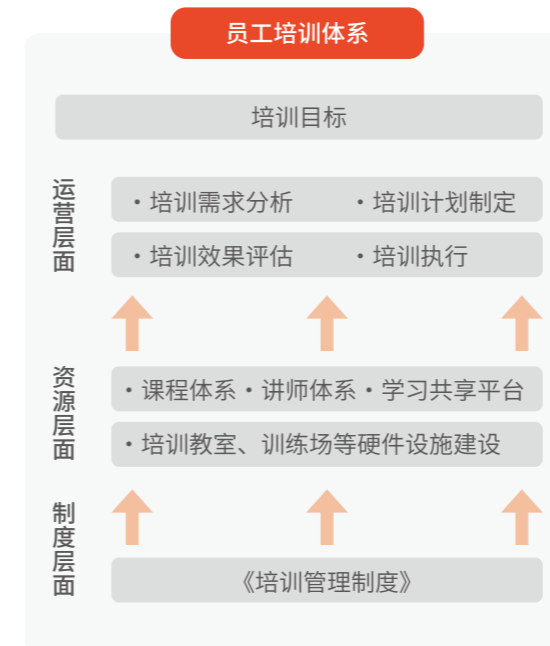 员工培训体系
培训目标
运营层面
·培训需求分析 ·培训计划制定
·培训效果评估 ·培训执行
资源层面
·课程体系·讲师体系·学习共享平台
·培训教室、训练场等硬件设施建设
制度层面
《培训管理制度》